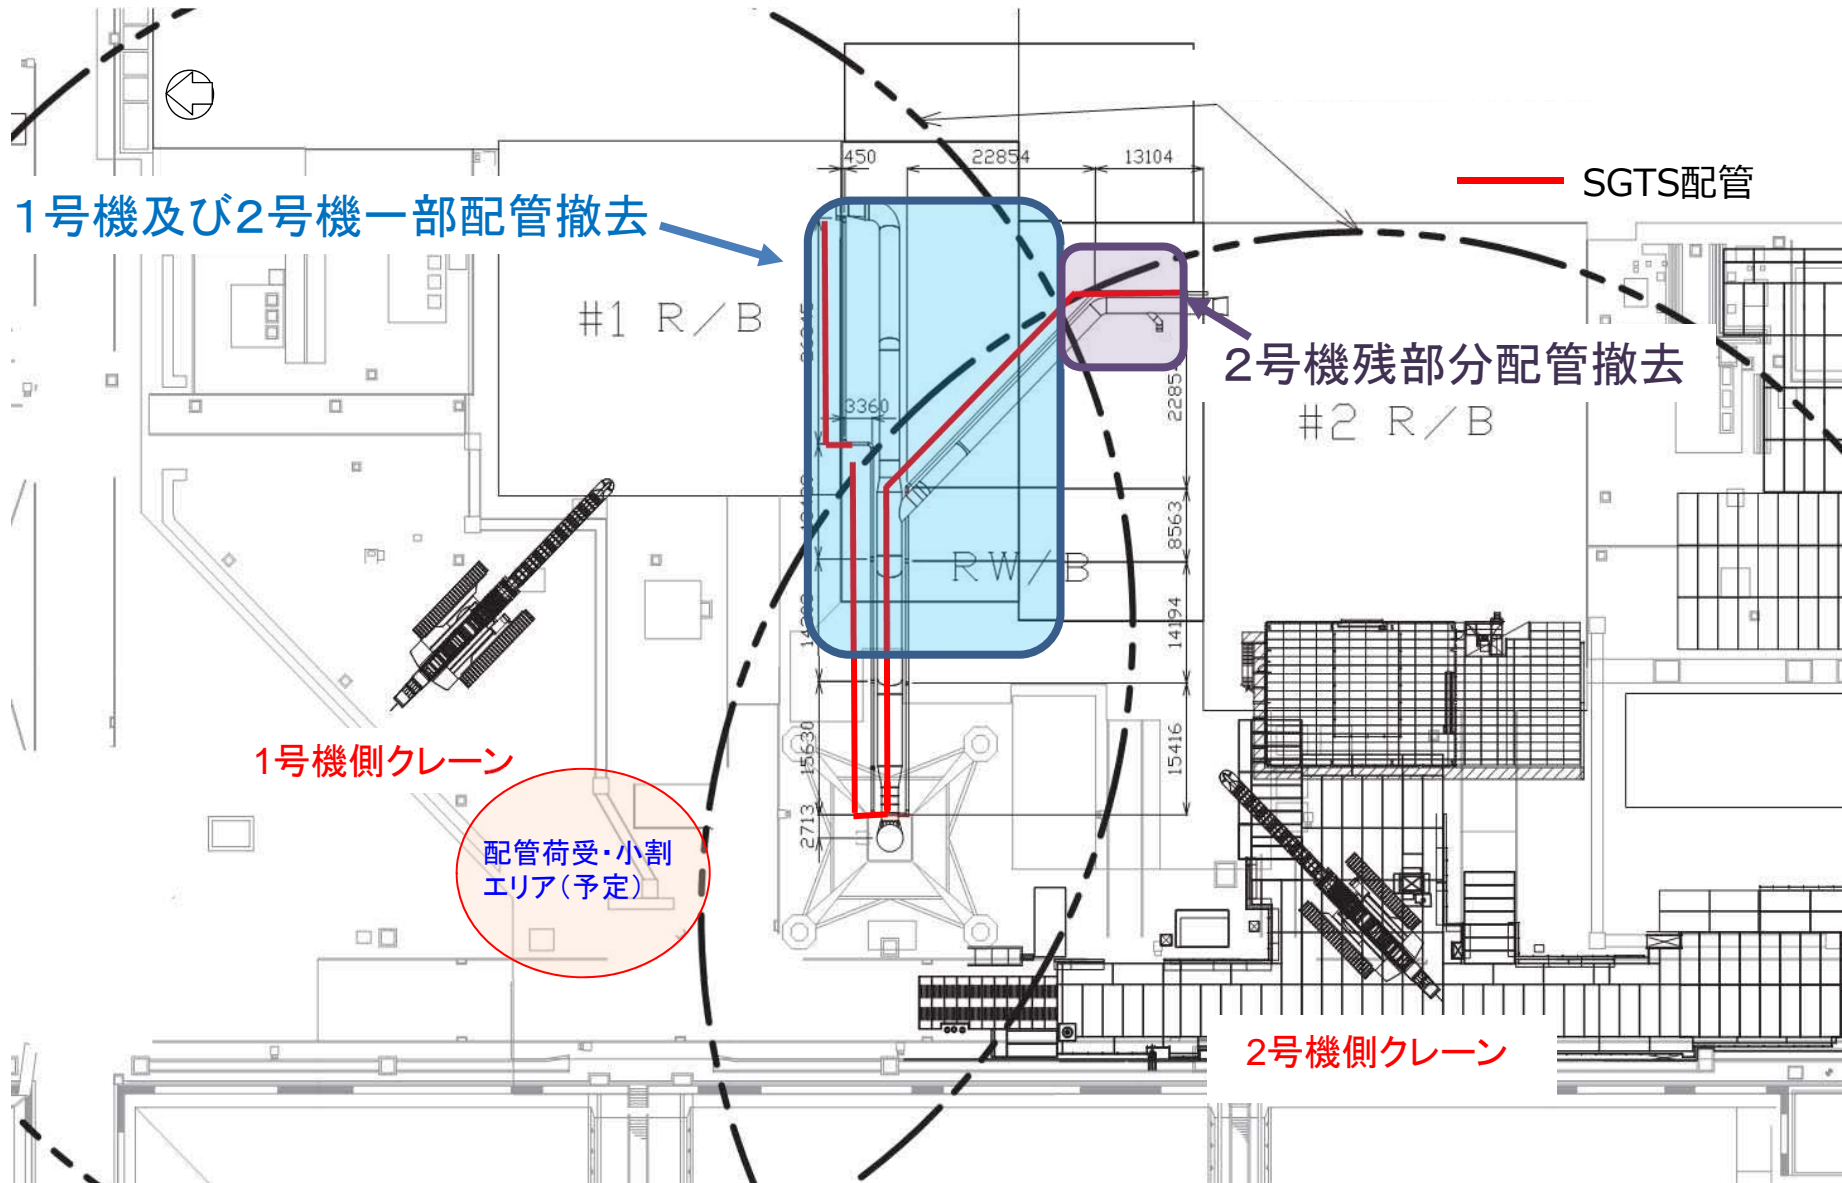 450
22854
13104
SGTS配管
1号機及び2号機一部配管撤去
#1 R/B
2号機残部分配管撤去
3360
#2 R/B
8563
RW/B
14194
1号機側クレーン
15630
15416
2713
配管荷受・小割
エリア（予定）
2号機側クレーン